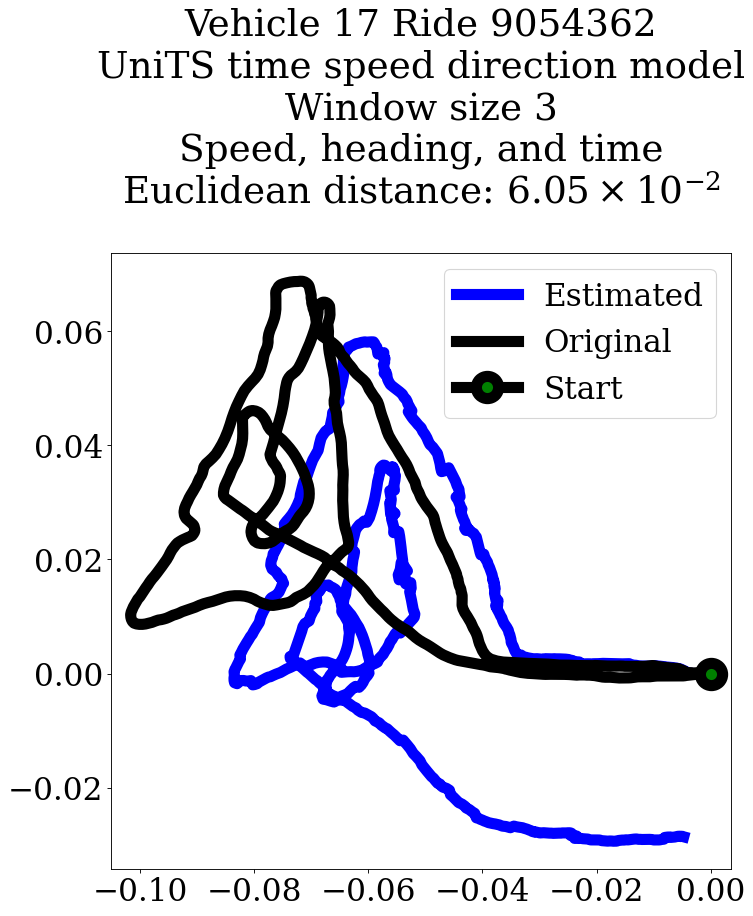 Vehicle 17 Ride 9054362
UniTS time speed direction model
Window size 3
Speed, heading, and time
Euclidean distance: 6.05 × 10⁻²
Estimated
Original
Start
0.06
0.04
0.02
0.00
−0.02
−0.10 −0.08 −0.06 −0.04 −0.02 0.00